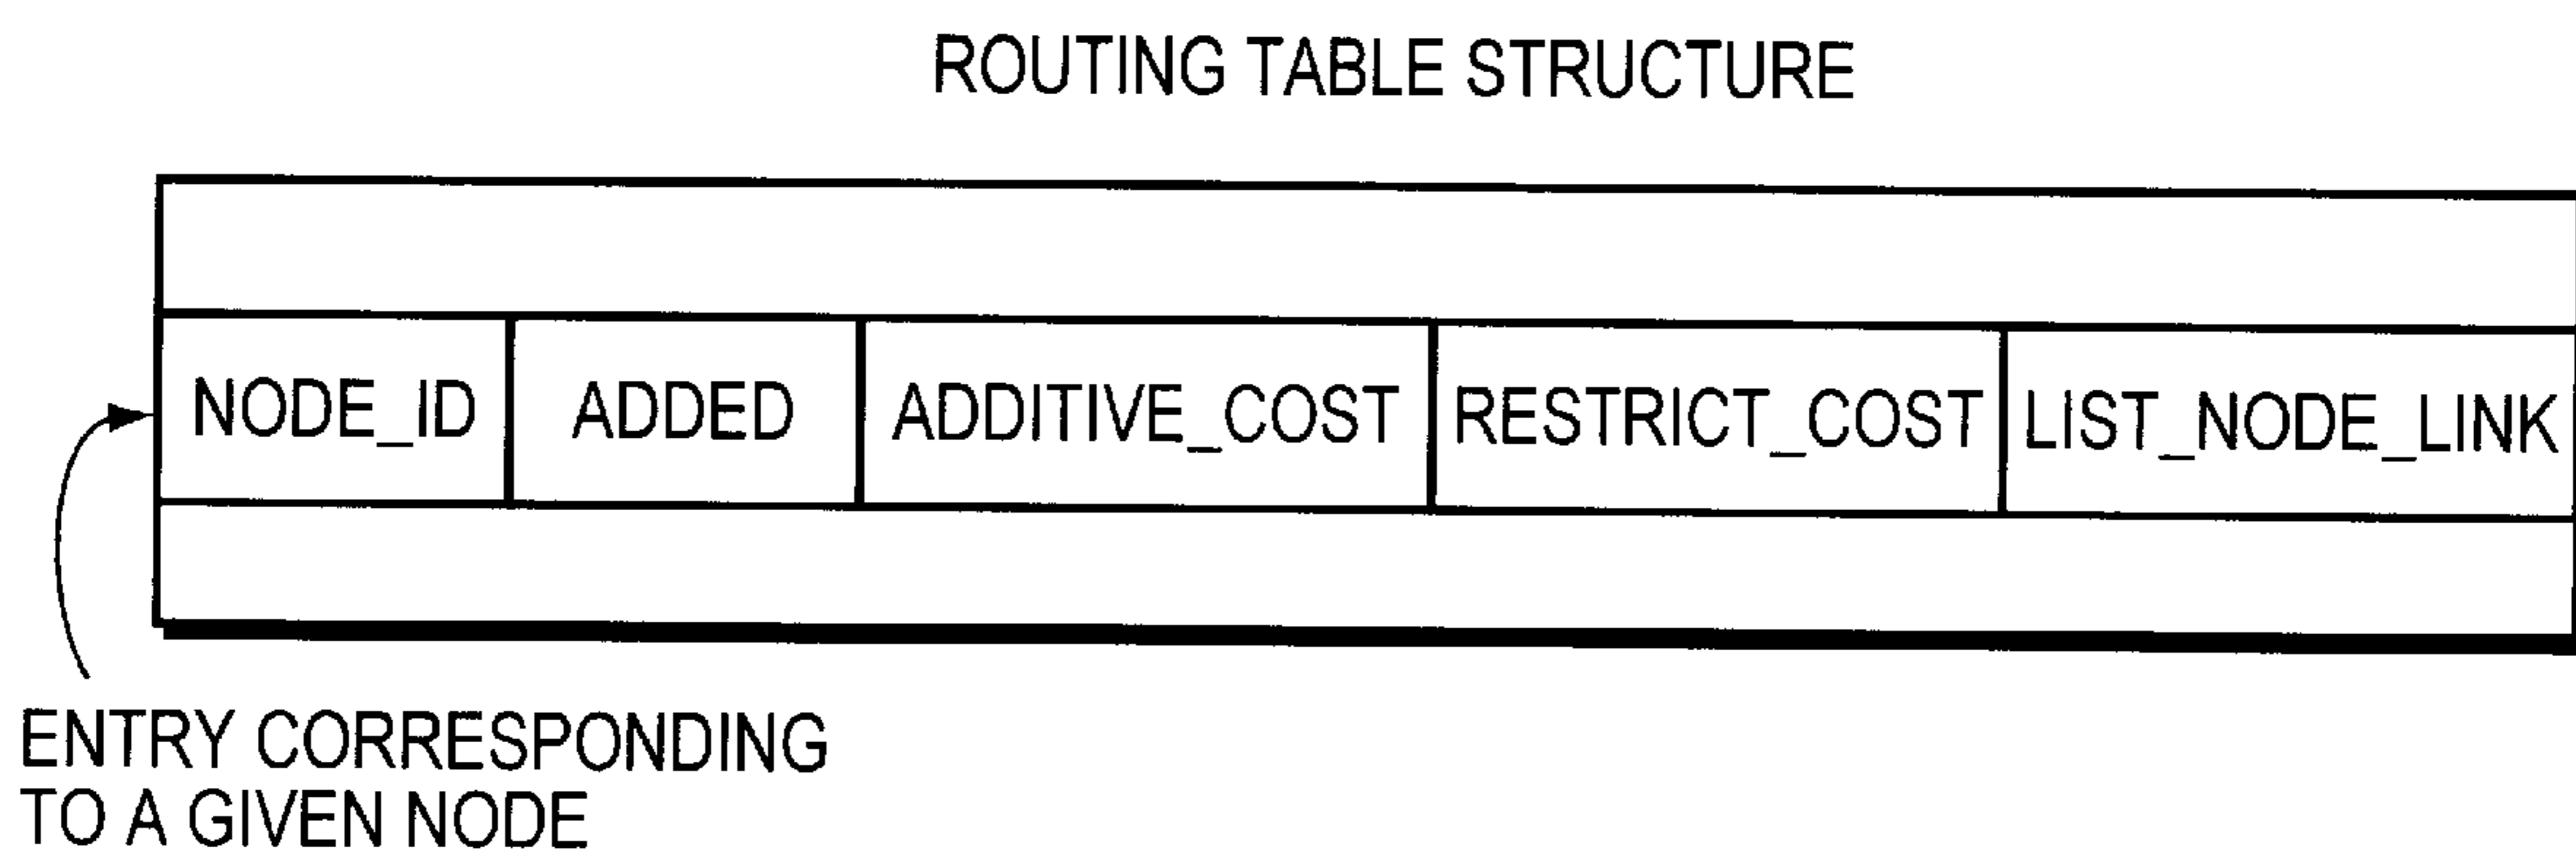 ROUTING TABLE STRUCTURE
NODE_ID ADDED ADDITIVE_COST RESTRICT_COST LIST_NODE_LINK
ENTRY CORRESPONDING
TO A GIVEN NODE